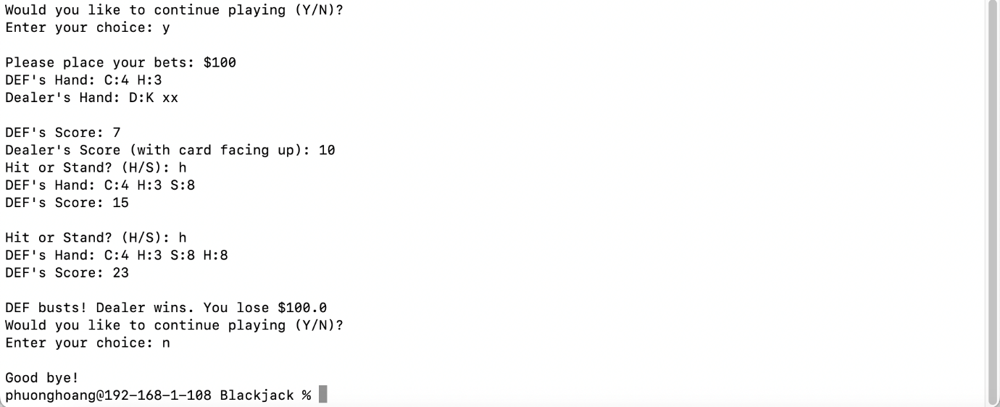 Would you like to continue playing (Y/N)?
Enter your choice: y
Please place your bets: $100
DEF's Hand: C:4 H:3
Dealer's Hand: D:K xx
DEF's Score: 7
Dealer's Score (with card facing up): 10
Hit or Stand? (H/S): h
DEF's Hand: C:4 H:3 S:8
DEF's Score: 15
Hit or Stand? (H/S): h
DEF's Hand: C:4 H:3 S:8 H:8
DEF's Score: 23
DEF busts! Dealer wins. You lose $100.0
Would you like to continue playing (Y/N)?
Enter your choice: n
Good bye!
phuonghoang@192-168-1-108 Blackjack %